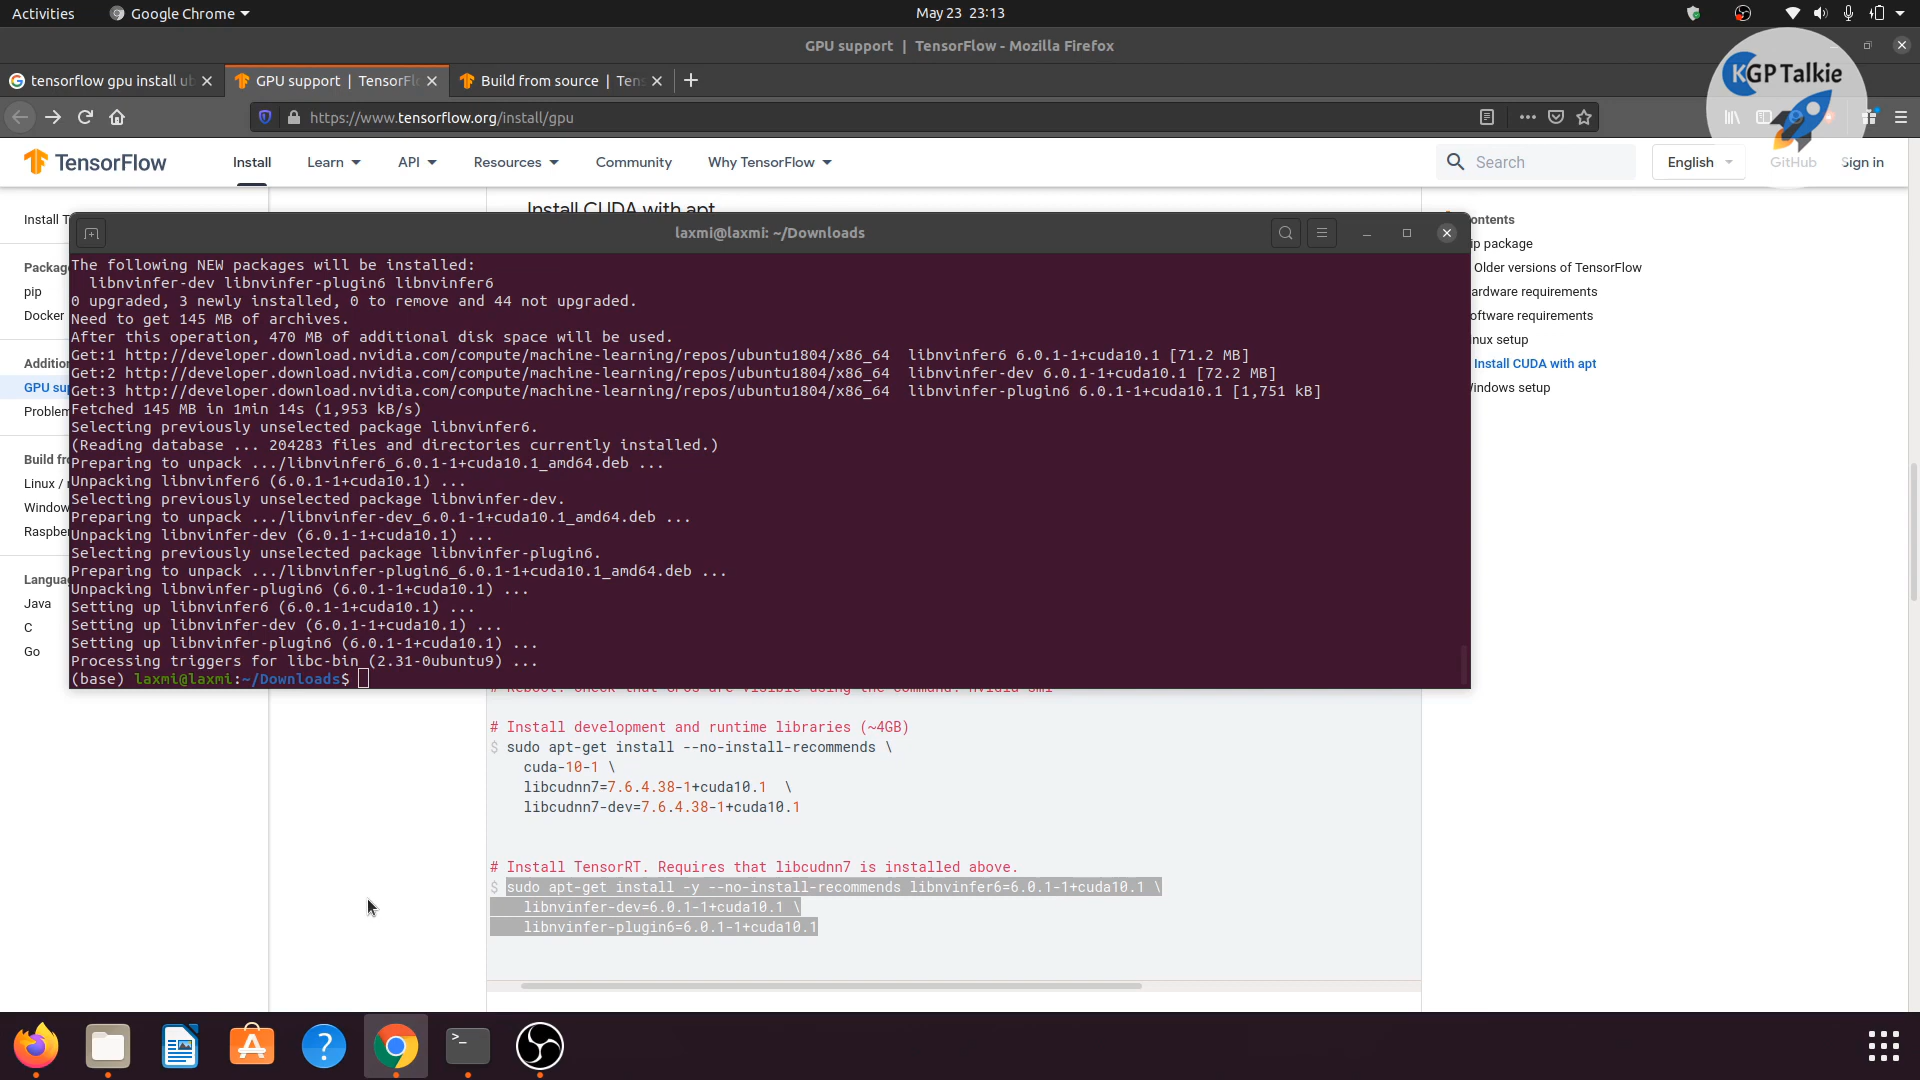 Activities Google Chrome May 23 23:13
GPU support | TensorFlow - Mozilla Firefox
tensorflow gpu install ub GPU support | TensorFl Build from source | Ten
https://www.tensorflow.org/install/gpu
KGP Talkie
TensorFlow Install Learn API Resources Community Why TensorFlow Search English GitHub Sign in
Install CUDA with apt
Install T
Packag
pip
Docker
Addition
GPU sup
Problem
Build fro
Linux /
Window
Raspber
Languag
Java
C
Go
laxmi@laxmi: ~/Downloads
The following NEW packages will be installed:
libnvinfer-dev libnvinfer-plugin6 libnvinfer6
0 upgraded, 3 newly installed, 0 to remove and 44 not upgraded.
Need to get 145 MB of archives.
After this operation, 470 MB of additional disk space will be used.
Get:1 http://developer.download.nvidia.com/compute/machine-learning/repos/ubuntu1804/x86_64  libnvinfer6 6.0.1-1+cuda10.1 [71.2 MB]
Get:2 http://developer.download.nvidia.com/compute/machine-learning/repos/ubuntu1804/x86_64  libnvinfer-dev 6.0.1-1+cuda10.1 [72.2 MB]
Get:3 http://developer.download.nvidia.com/compute/machine-learning/repos/ubuntu1804/x86_64  libnvinfer-plugin6 6.0.1-1+cuda10.1 [1,751 kB]
Fetched 145 MB in 1min 14s (1,953 kB/s)
Selecting previously unselected package libnvinfer6.
(Reading database ... 204283 files and directories currently installed.)
Preparing to unpack .../libnvinfer6_6.0.1-1+cuda10.1_amd64.deb ...
Unpacking libnvinfer6 (6.0.1-1+cuda10.1) ...
Selecting previously unselected package libnvinfer-dev.
Preparing to unpack .../libnvinfer-dev_6.0.1-1+cuda10.1_amd64.deb ...
Unpacking libnvinfer-dev (6.0.1-1+cuda10.1) ...
Selecting previously unselected package libnvinfer-plugin6.
Preparing to unpack .../libnvinfer-plugin6_6.0.1-1+cuda10.1_amd64.deb ...
Unpacking libnvinfer-plugin6 (6.0.1-1+cuda10.1) ...
Setting up libnvinfer6 (6.0.1-1+cuda10.1) ...
Setting up libnvinfer-dev (6.0.1-1+cuda10.1) ...
Setting up libnvinfer-plugin6 (6.0.1-1+cuda10.1) ...
Processing triggers for libc-bin (2.31-0ubuntu9) ...
(base) laxmi@laxmi:~/Downloads$
# Reboot. Check that GPUs are visible using the command: nvidia-smi
# Install development and runtime libraries (~4GB)
$ sudo apt-get install --no-install-recommends \
cuda-10-1 \
libcudnn7=7.6.4.38-1+cuda10.1  \
libcudnn7-dev=7.6.4.38-1+cuda10.1
# Install TensorRT. Requires that libcudnn7 is installed above.
$ sudo apt-get install -y --no-install-recommends libnvinfer6=6.0.1-1+cuda10.1 \
libnvinfer-dev=6.0.1-1+cuda10.1 \
libnvinfer-plugin6=6.0.1-1+cuda10.1
ontents
ip package
Older versions of TensorFlow
ardware requirements
oftware requirements
nux setup
Install CUDA with apt
indows setup